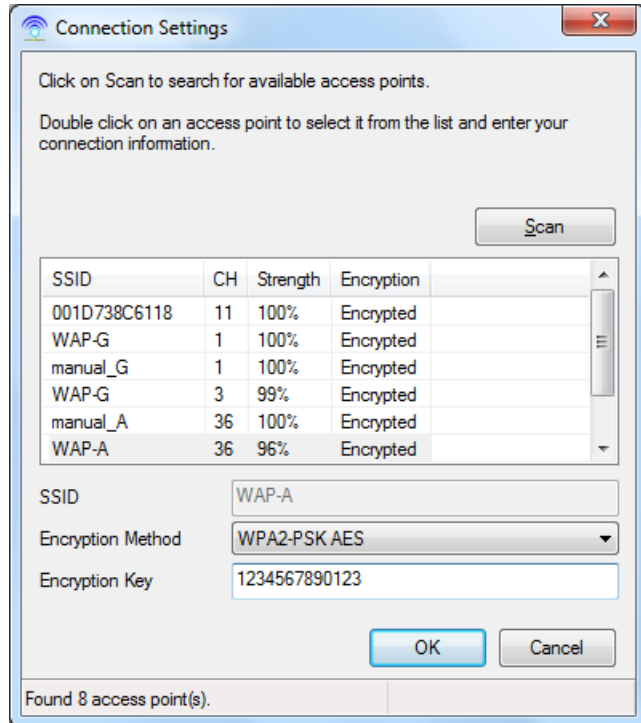 Connection Settings
Click on Scan to search for available access points.
Double click on an access point to select it from the list and enter your
connection information.
Scan
SSID CH Strength Encryption
001D738C6118 11 100% Encrypted
WAP-G 1 100% Encrypted
manual_G 1 100% Encrypted
WAP-G 3 99% Encrypted
manual_A 36 100% Encrypted
WAP-A 36 96% Encrypted
SSID WAP-A
Encryption Method WPA2-PSK AES
Encryption Key 1234567890123
OK Cancel
Found 8 access point(s).